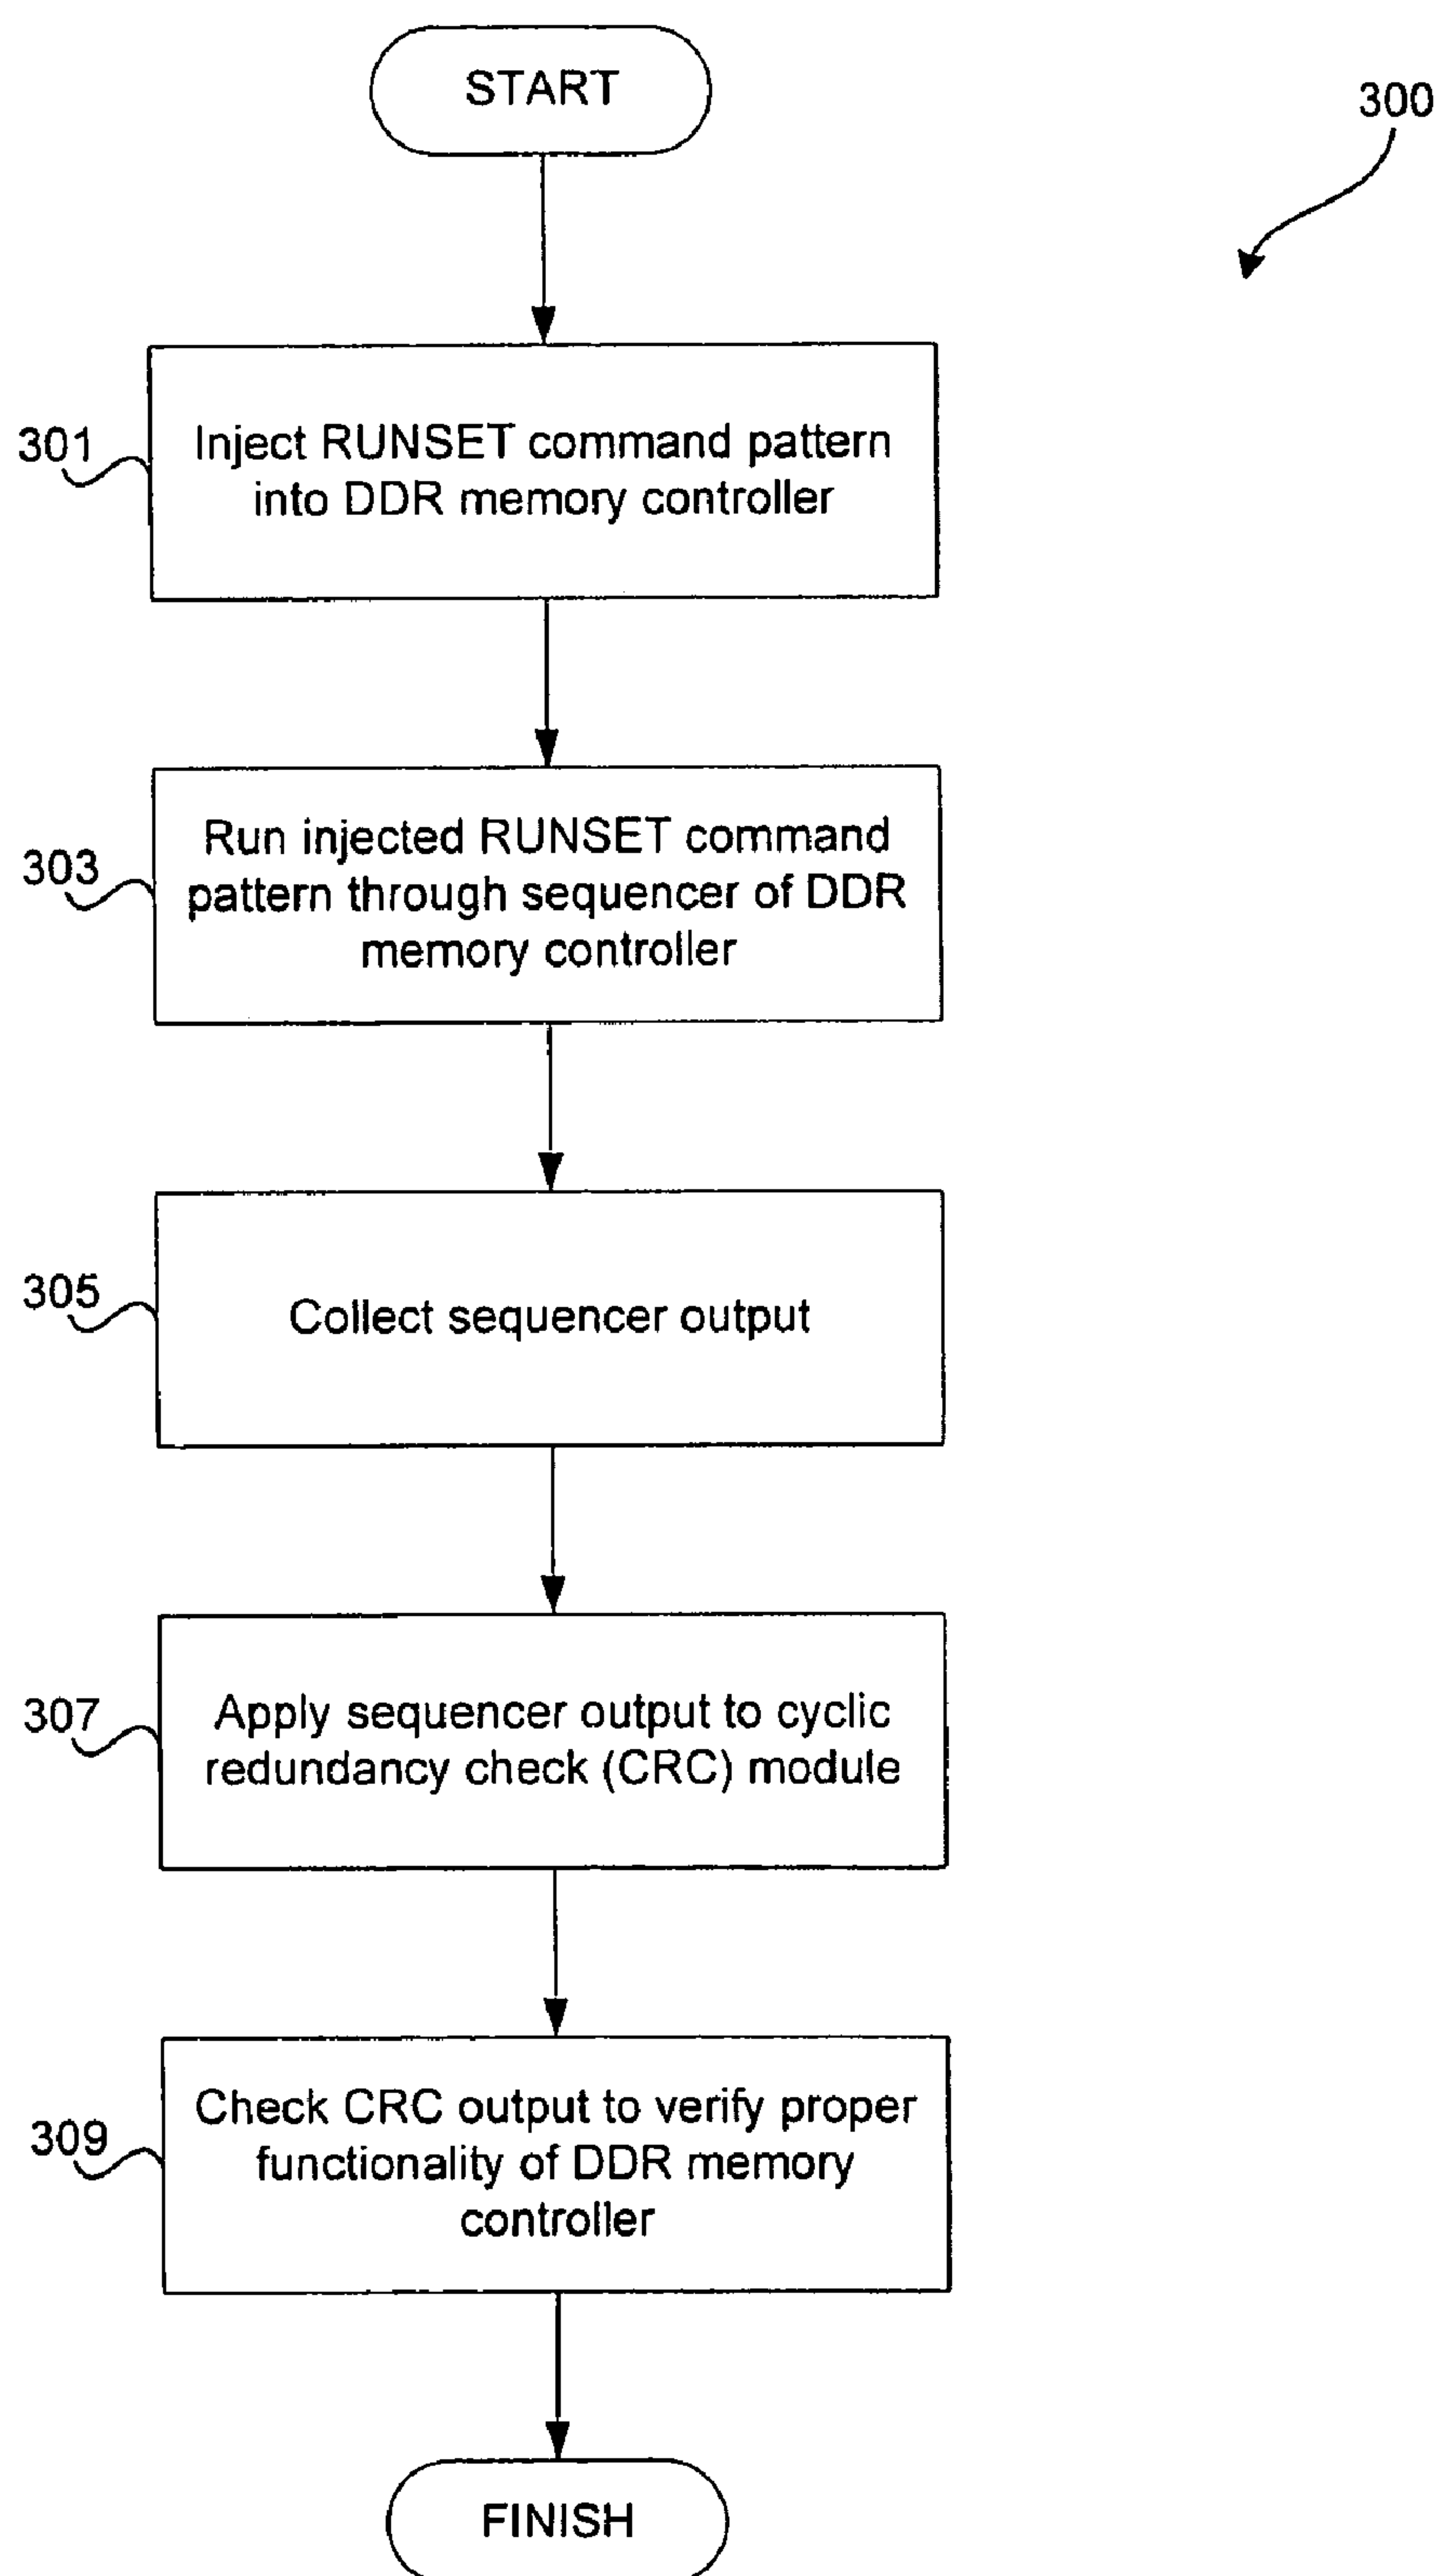 START
300
301
Inject RUNSET command pattern
into DDR memory controller
303
Run injected RUNSET command
pattern through sequencer of DDR
memory controller
305
Collect sequencer output
307
Apply sequencer output to cyclic
redundancy check (CRC) module
309
Check CRC output to verify proper
functionality of DDR memory
controller
FINISH